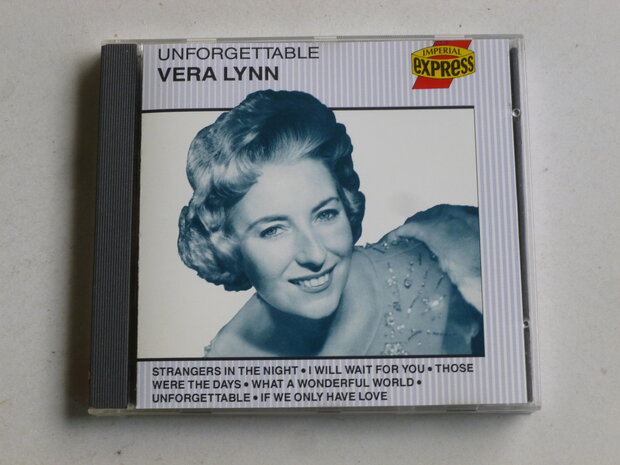 UNFORGETTABLE
VERA LYNN
IMPERIAL
EXPRESS
STRANGERS IN THE NIGHT • I WILL WAIT FOR YOU • THOSE
WERE THE DAYS • WHAT A WONDERFUL WORLD •
UNFORGETTABLE • IF WE ONLY HAVE LOVE